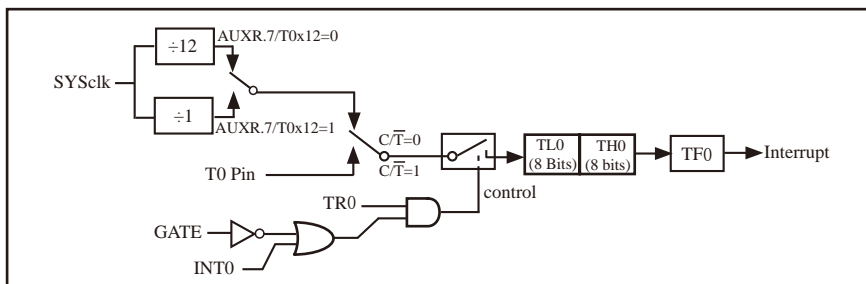 ÷12
AUXR.7/T0x12=0
SYSclk
÷1
AUXR.7/T0x12=1
C/T̅=0
C/T̅=1
T0 Pin
TL0
(8 Bits)
TH0
(8 bits)
TF0
Interrupt
control
TR0
GATE
INT0